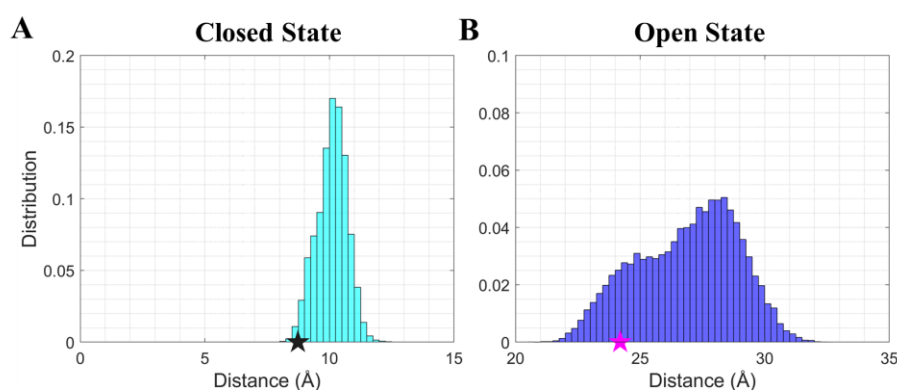 A Closed State
B Open State
0.2
0.15
0.1
0.05
0
Distribution
0 5 10 15
Distance (Å)
0.1
0.08
0.06
0.04
0.02
0
20 25 30 35
Distance (Å)